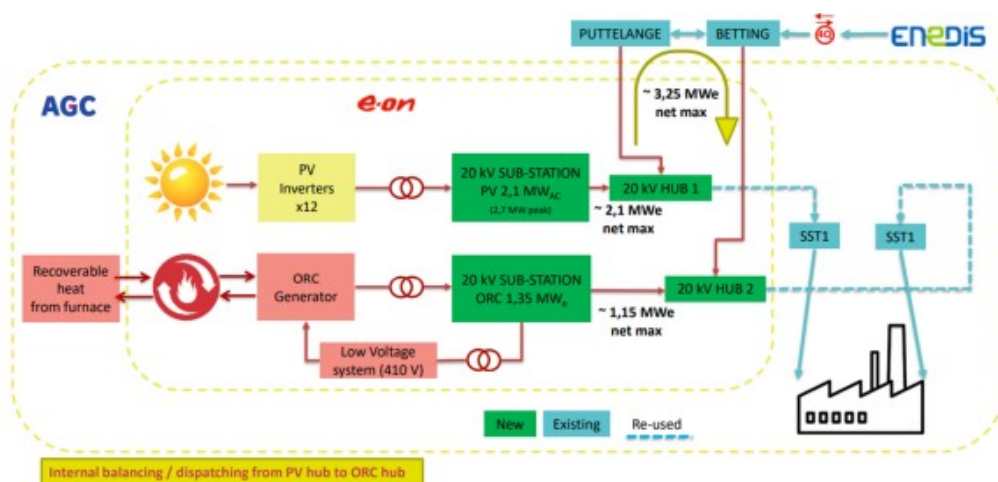 PUTTELANGE
BETTING
40
ENEDIS
AGC
e·on
~ 3,25 MWe
net max
PV
Inverters
x12
20 kV SUB-STATION
PV 2,1 MWAC
(2,7 MW peak)
20 kV HUB 1
~ 2,1 MWe
net max
SST1
SST1
Recoverable
heat
from furnace
ORC
Generator
20 kV SUB-STATION
ORC 1,35 MWe
20 kV HUB 2
~ 1,15 MWe
net max
Low Voltage
system (410 V)
New
Existing
Re-used
Internal balancing / dispatching from PV hub to ORC hub